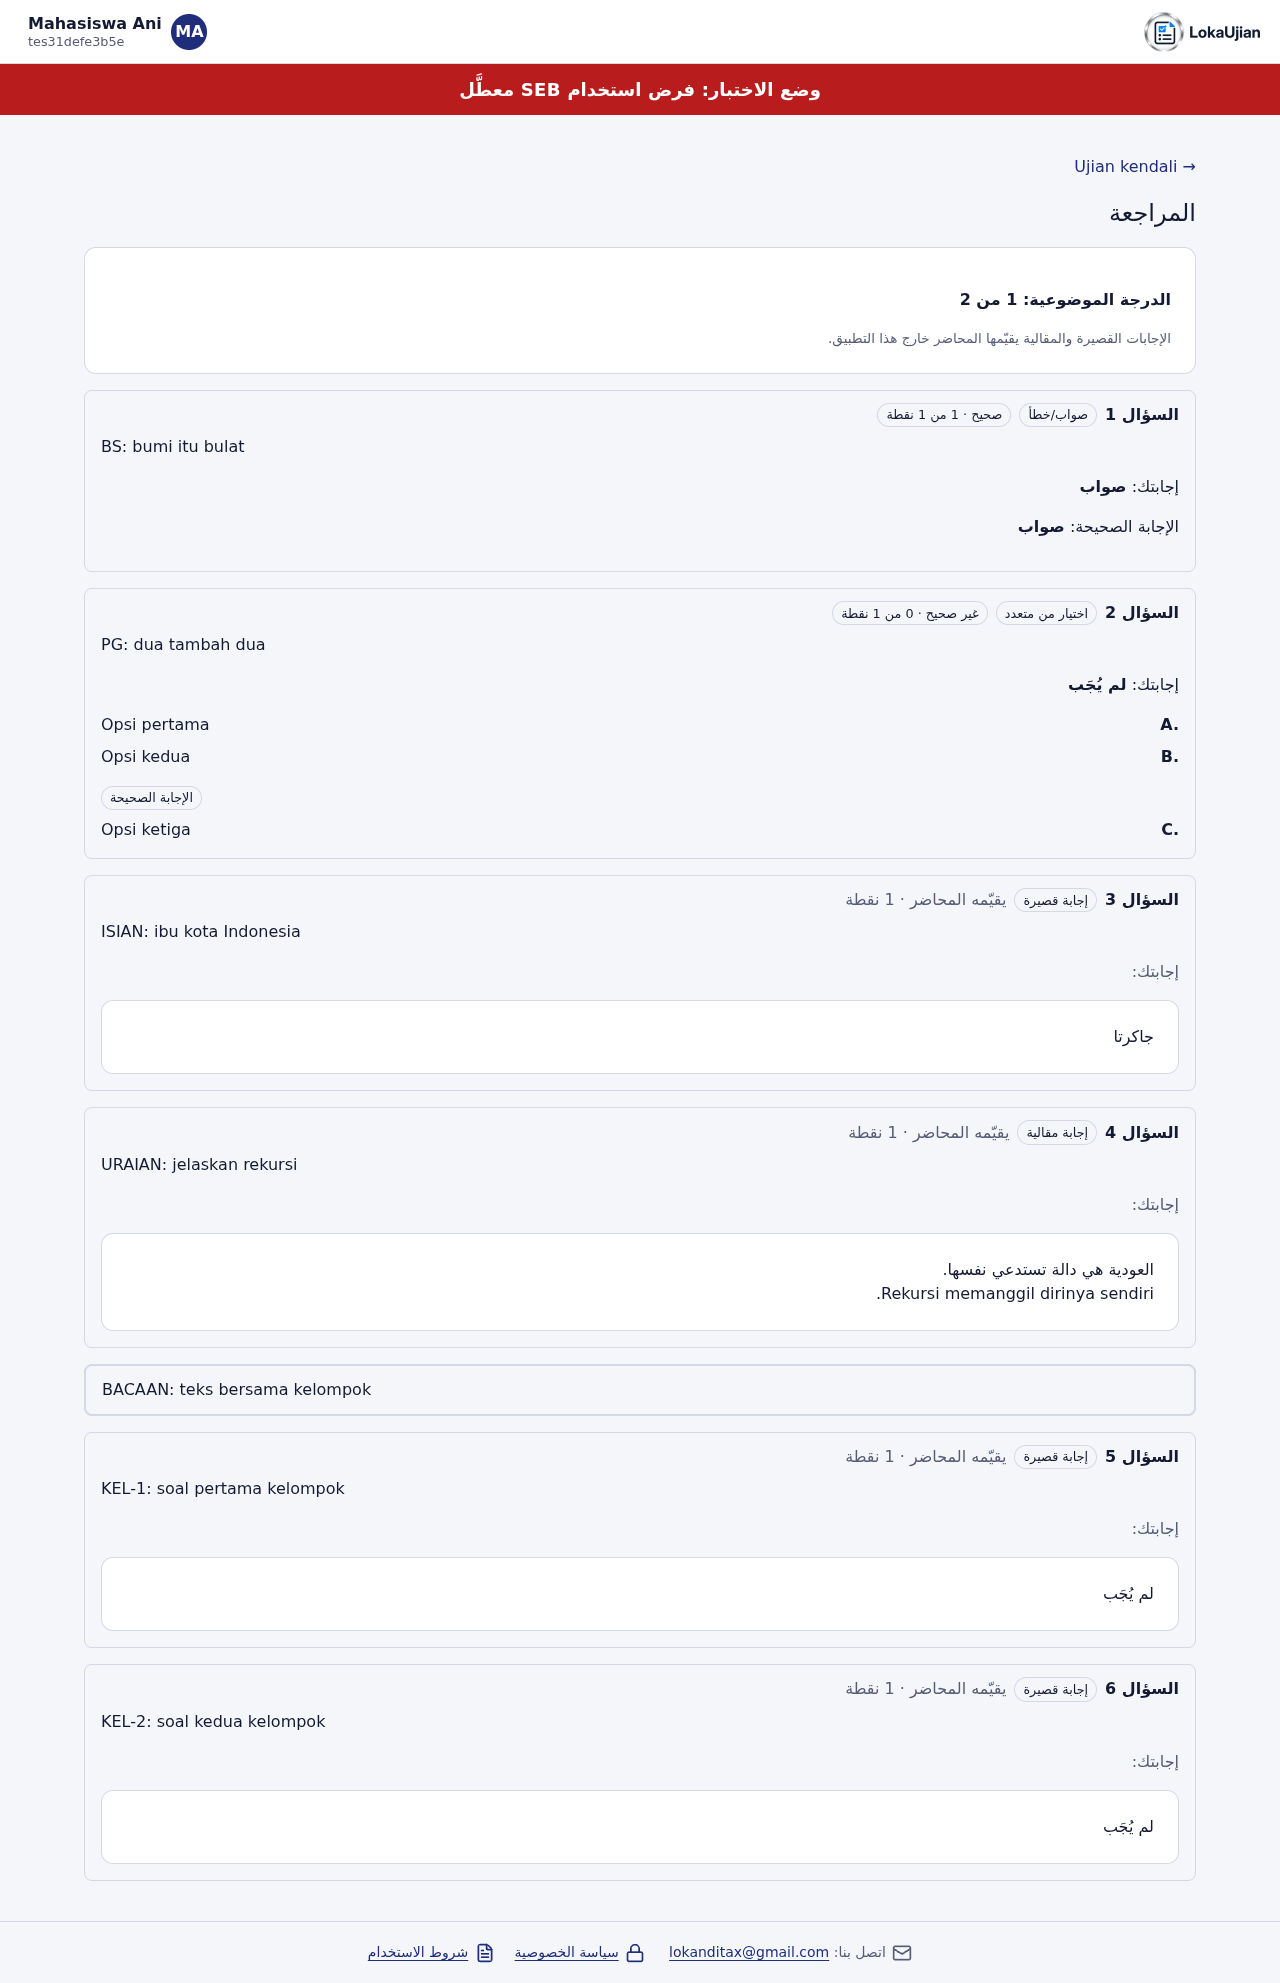 LokaUjian
Mahasiswa Ani
tes31defe3b5e
MA
وضع الاختبار: فرض استخدام SEB معطَّل
→ Ujian kendali
المراجعة
الدرجة الموضوعية: 1 من 2
الإجابات القصيرة والمقالية يقيّمها المحاضر خارج هذا التطبيق.
السؤال 1 صواب/خطأ صحيح · 1 من 1 نقطة
BS: bumi itu bulat
إجابتك: صواب
الإجابة الصحيحة: صواب
السؤال 2 اختيار من متعدد غير صحيح · 0 من 1 نقطة
PG: dua tambah dua
إجابتك: لم يُجَب
A. Opsi pertama
B. Opsi kedua
الإجابة الصحيحة
C. Opsi ketiga
السؤال 3 إجابة قصيرة يقيّمه المحاضر · 1 نقطة
ISIAN: ibu kota Indonesia
إجابتك:
جاكرتا
السؤال 4 إجابة مقالية يقيّمه المحاضر · 1 نقطة
URAIAN: jelaskan rekursi
إجابتك:
العودية هي دالة تستدعي نفسها.
Rekursi memanggil dirinya sendiri.
BACAAN: teks bersama kelompok
السؤال 5 إجابة قصيرة يقيّمه المحاضر · 1 نقطة
KEL-1: soal pertama kelompok
إجابتك:
لم يُجَب
السؤال 6 إجابة قصيرة يقيّمه المحاضر · 1 نقطة
KEL-2: soal kedua kelompok
إجابتك:
لم يُجَب
اتصل بنا: lokanditax@gmail.com سياسة الخصوصية شروط الاستخدام